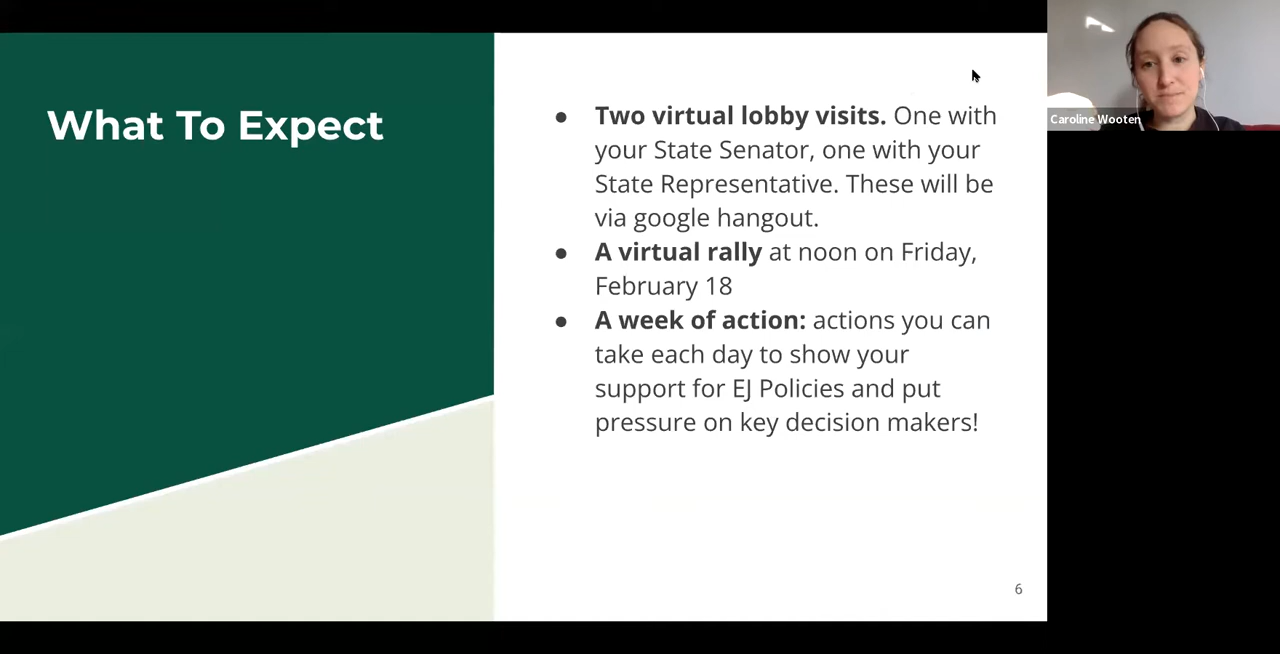 What To Expect
● Two virtual lobby visits. One with
your State Senator, one with your
State Representative. These will be
via google hangout.
● A virtual rally at noon on Friday,
February 18
● A week of action: actions you can
take each day to show your
support for EJ Policies and put
pressure on key decision makers!
6
Caroline Wooten